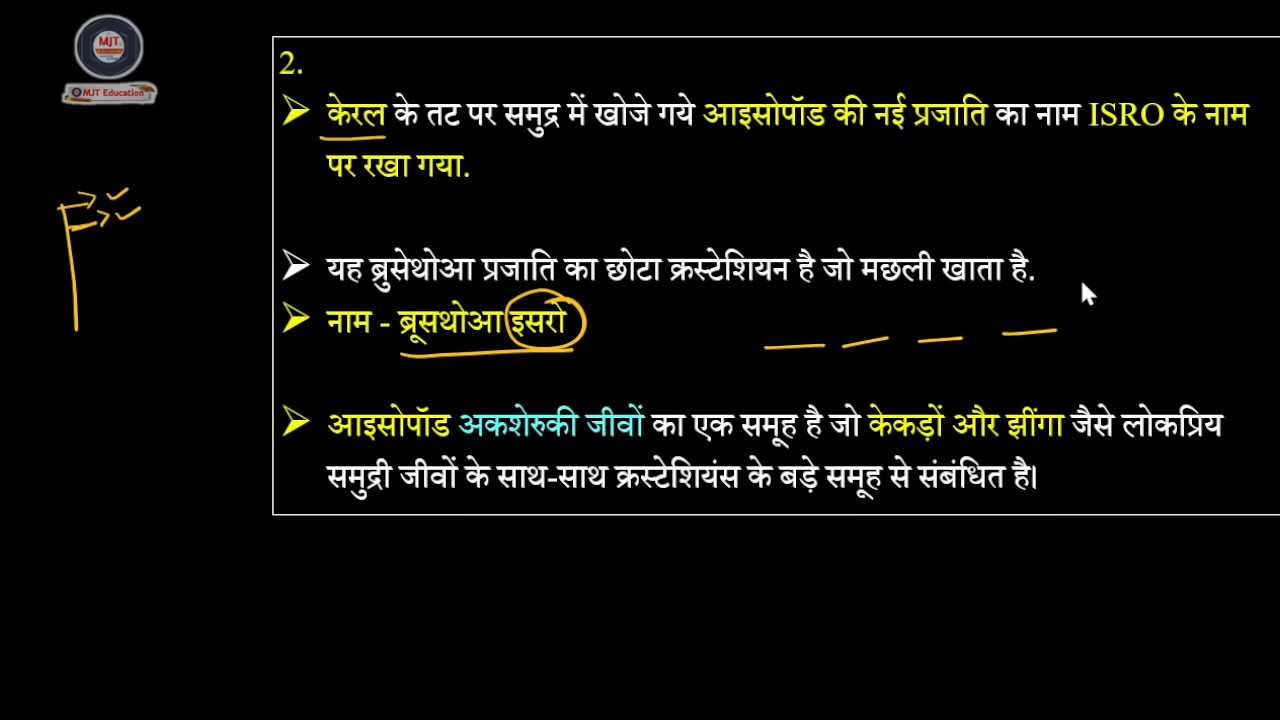 MJT
MJT Education
2.
केरल के तट पर समुद्र में खोजे गये आइसोपॉड की नई प्रजाति का नाम ISRO के नाम
पर रखा गया.
यह ब्रुसेथोआ प्रजाति का छोटा क्रस्टेशियन है जो मछली खाता है.
नाम - ब्रूसथोआ इसरो
आइसोपॉड अकशेरुकी जीवों का एक समूह है जो केकड़ों और झींगा जैसे लोकप्रिय
समुद्री जीवों के साथ-साथ क्रस्टेशियंस के बड़े समूह से संबंधित है।